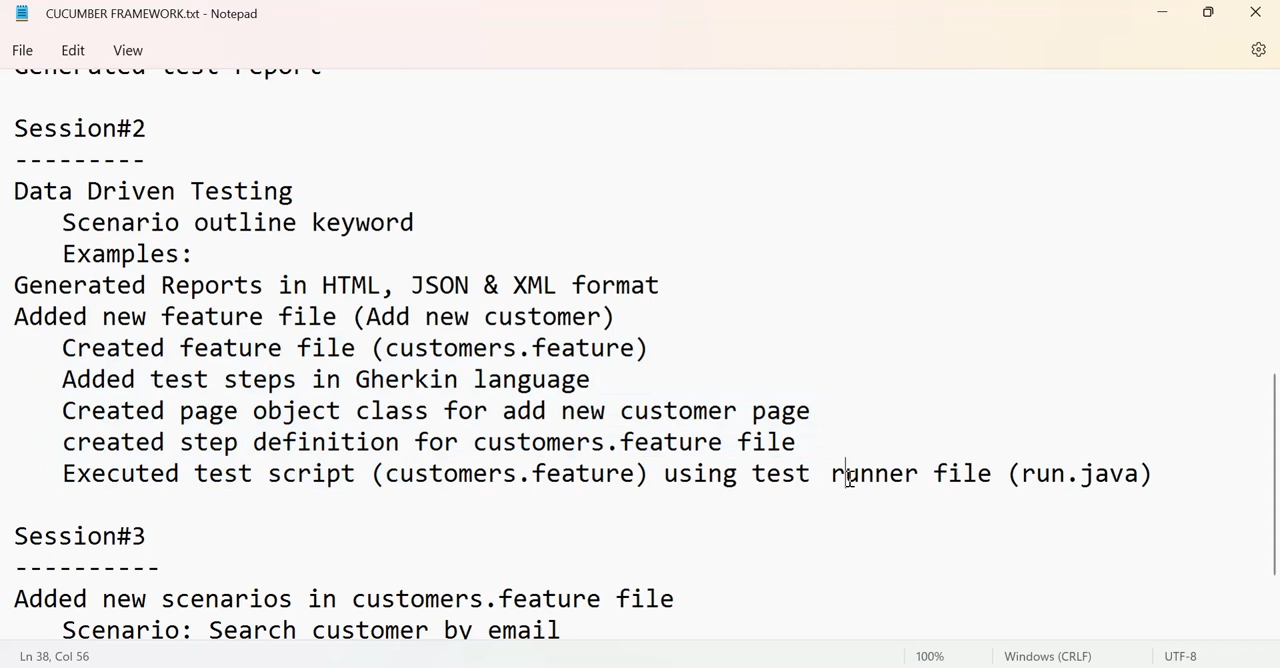 CUCUMBER FRAMEWORK.txt - Notepad
File Edit View
Generated test report
Session#2
---------
Data Driven Testing
Scenario outline keyword
Examples:
Generated Reports in HTML, JSON & XML format
Added new feature file (Add new customer)
Created feature file (customers.feature)
Added test steps in Gherkin language
Created page object class for add new customer page
created step definition for customers.feature file
Executed test script (customers.feature) using test runner file (run.java)
Session#3
----------
Added new scenarios in customers.feature file
Scenario: Search customer by email
Ln 38, Col 56 100% Windows (CRLF) UTF-8